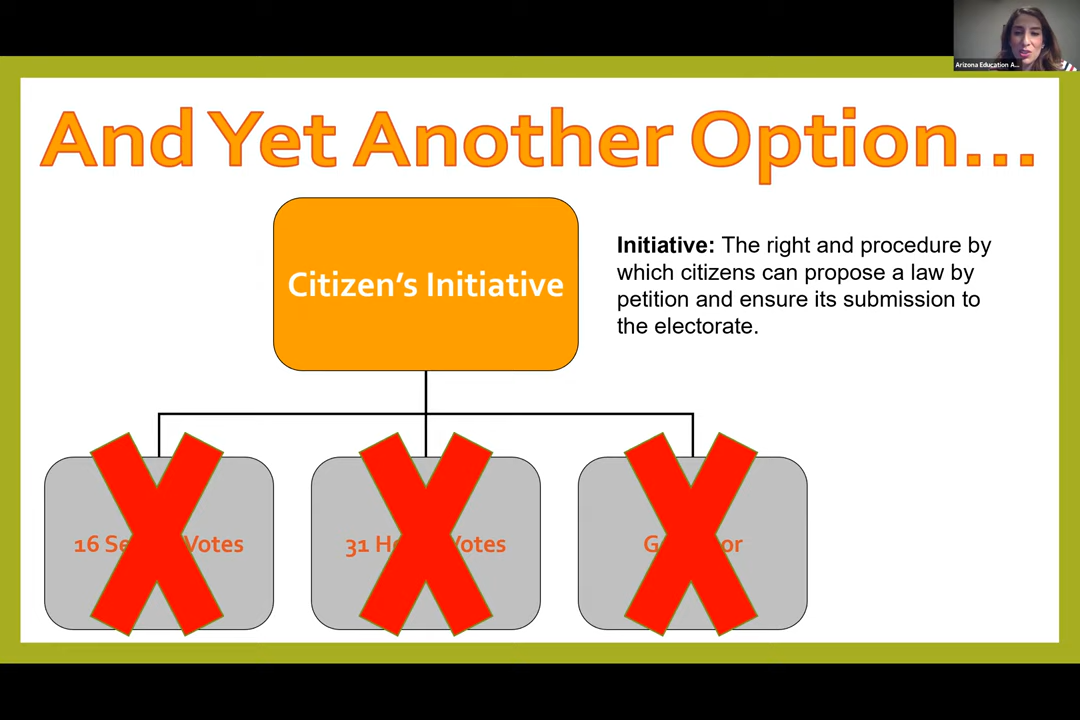 Arizona Education A...
And Yet Another Option...
Citizen's Initiative
Initiative: The right and procedure by
which citizens can propose a law by
petition and ensure its submission to
the electorate.
16 Se Votes
31 H Votes
G or